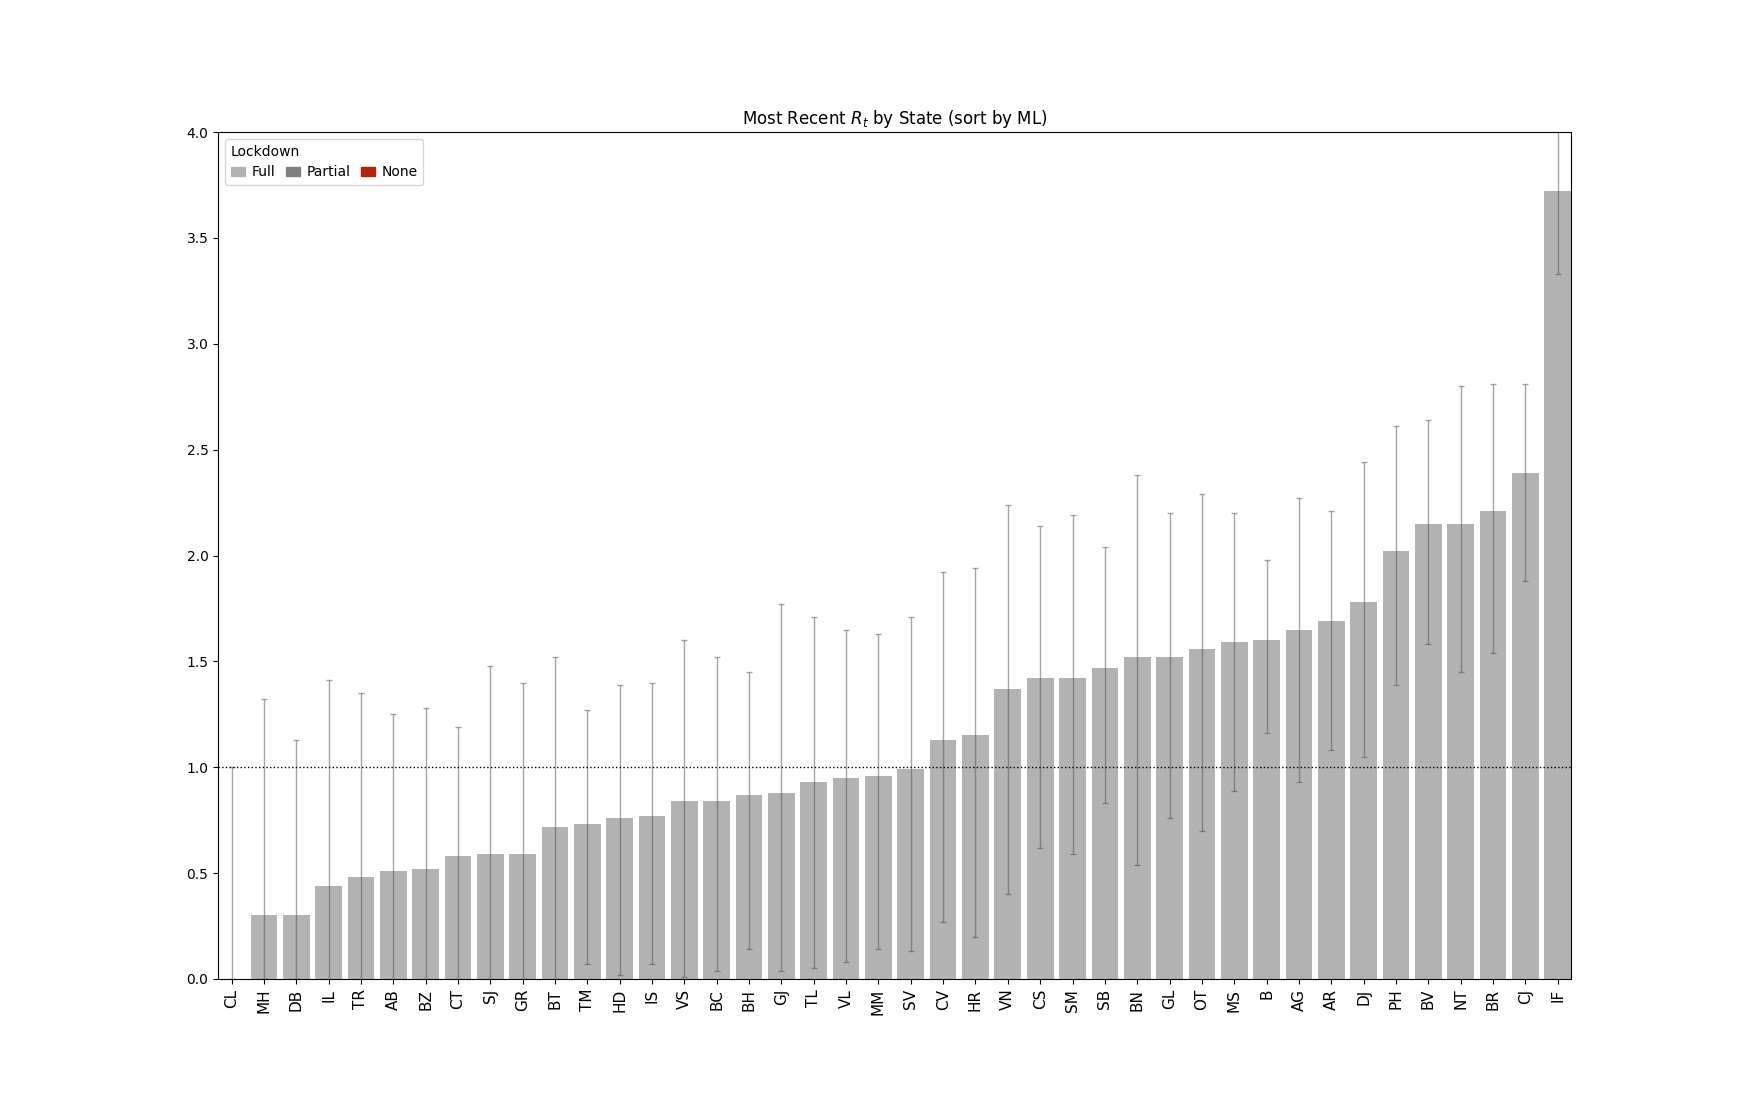 Most Recent Rt by State (sort by ML)
4.0
Lockdown
Full Partial None
3.5
3.0
2.5
2.0
1.5
1.0
0.5
0.0
CL MH DB IL TR AB BZ CT SJ GR BT TM HD IS VS BC BH GJ TL VL MM SV CV HR VN CS SM SB BN GL OT MS B AG AR DJ PH BV NT BR CJ IF